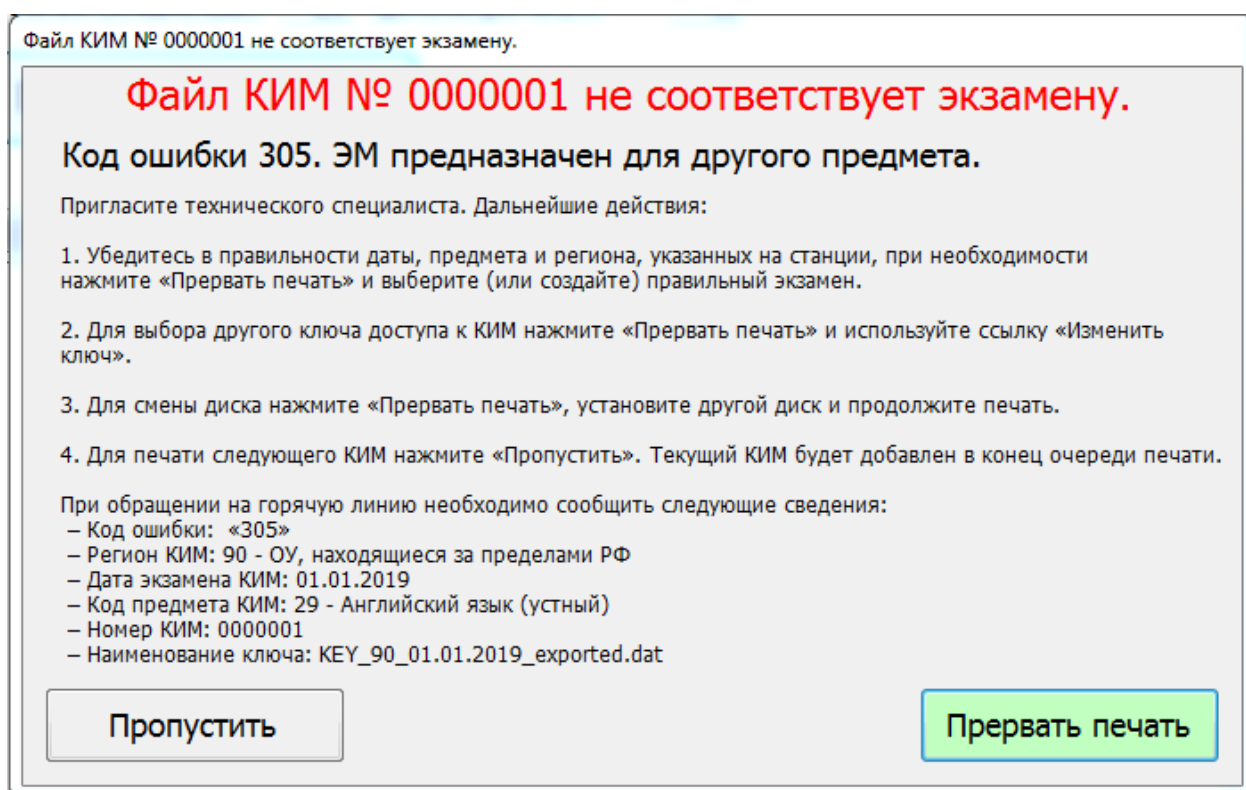 Файл КИМ № 0000001 не соответствует экзамену.
Файл КИМ № 0000001 не соответствует экзамену.
Код ошибки 305. ЭМ предназначен для другого предмета.
Пригласите технического специалиста. Дальнейшие действия:
1. Убедитесь в правильности даты, предмета и региона, указанных на станции, при необходимости
нажмите «Прервать печать» и выберите (или создайте) правильный экзамен.
2. Для выбора другого ключа доступа к КИМ нажмите «Прервать печать» и используйте ссылку «Изменить
ключ».
3. Для смены диска нажмите «Прервать печать», установите другой диск и продолжите печать.
4. Для печати следующего КИМ нажмите «Пропустить». Текущий КИМ будет добавлен в конец очереди печати.
При обращении на горячую линию необходимо сообщить следующие сведения:
– Код ошибки: «305»
– Регион КИМ: 90 - ОУ, находящиеся за пределами РФ
– Дата экзамена КИМ: 01.01.2019
– Код предмета КИМ: 29 - Английский язык (устный)
– Номер КИМ: 0000001
– Наименование ключа: KEY_90_01.01.2019_exported.dat
Пропустить
Прервать печать